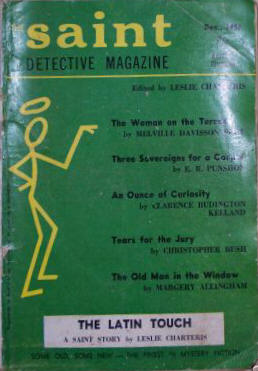 saint
DETECTIVE MAGAZINE
Edited by LESLIE CHARTERIS
The Woman on the Terrace
by MELVILLE DAVISSON POST
Three Sovereigns for a Corpse
by E. R. PUNSHON
An Ounce of Curiosity
by CLARENCE BUDINGTON
KELLAND
Tears for the Jury
by CHRISTOPHER BUSH
The Old Man in the Window
by MARGERY ALLINGHAM
THE LATIN TOUCH
A SAINT STORY by LESLIE CHARTERIS
SOME OLD, SOME NEW — THE FINEST IN MYSTERY FICTION